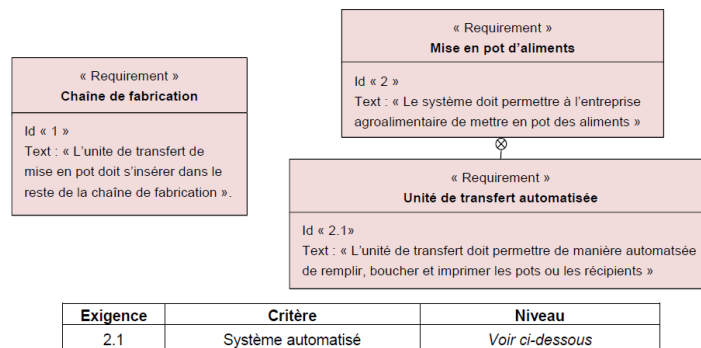 « Requirement »
Chaîne de fabrication
Id « 1 »
Text : « L'unite de transfert de
mise en pot doit s'insérer dans le
reste de la chaîne de fabrication ».
« Requirement »
Mise en pot d'aliments
Id « 2 »
Text : « Le système doit permettre à l'entreprise
agroalimentaire de mettre en pot des aliments »
« Requirement »
Unité de transfert automatisée
Id « 2.1»
Text : « L'unité de transfert doit permettre de manière automatsée
de remplir, boucher et imprimer les pots ou les récipients »
Exigence Critère Niveau
2.1 Système automatisé Voir ci-dessous